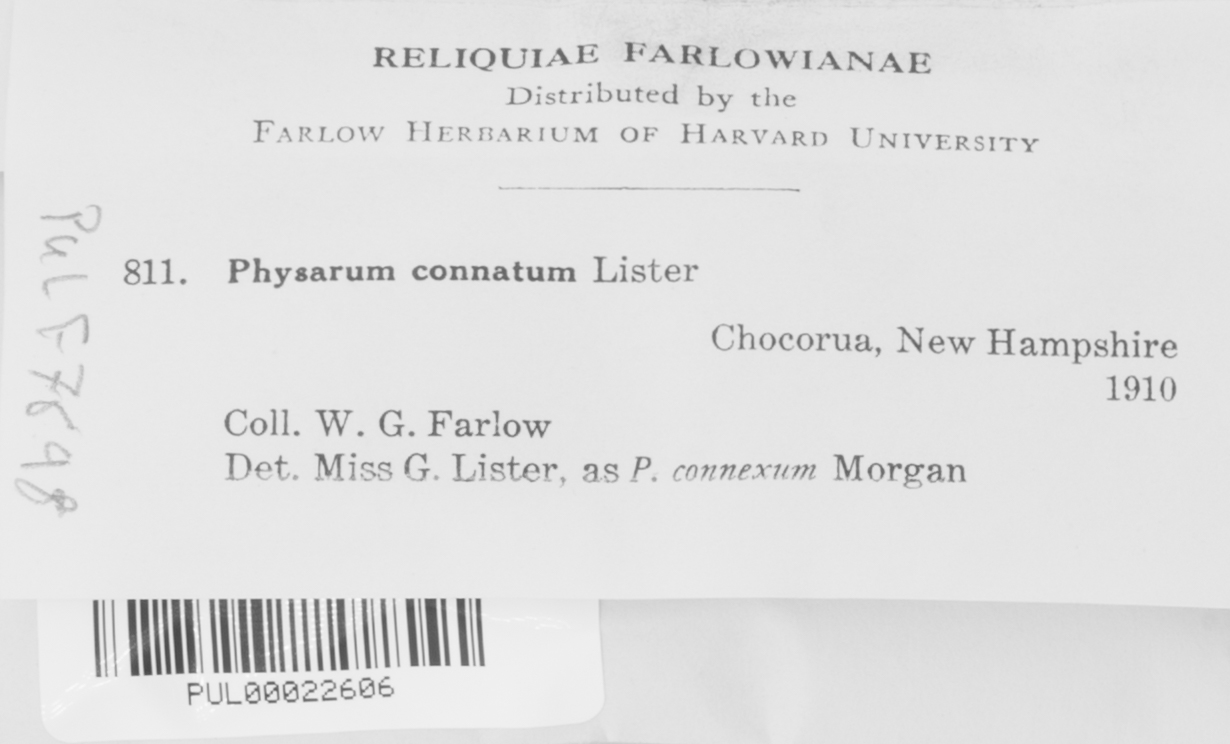 RELIQUIAE FARLOWIANAE
Distributed by the
FARLOW HERBARIUM OF HARVARD UNIVERSITY
811. Physarum connatum Lister
Chocorua, New Hampshire
1910
Coll. W. G. Farlow
Det. Miss G. Lister, as P. connexum Morgan
PUL F
PUL00022606